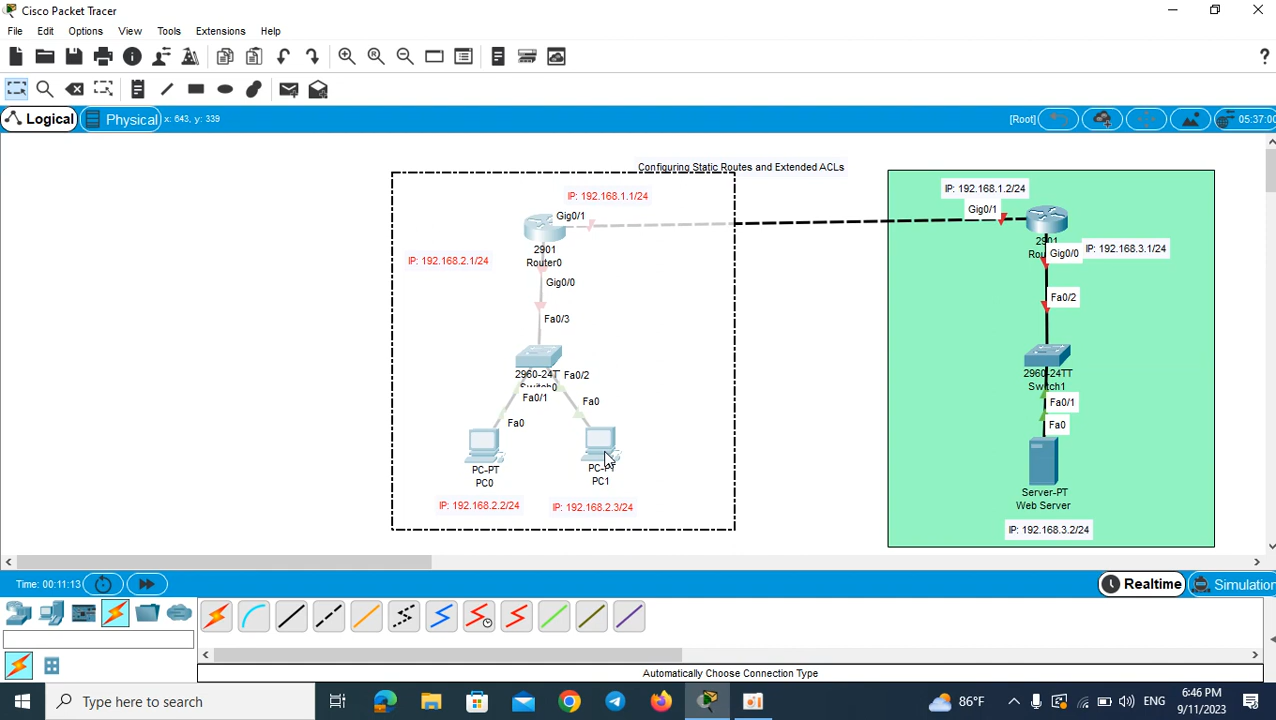 Cisco Packet Tracer
File Edit Options View Tools Extensions Help
Logical Physical x: 643, y: 339 [Root] 05:37:00
Configuring Static Routes and Extended ACLs
IP: 192.168.1.1/24
Gig0/1
2901
Router0
IP: 192.168.2.1/24
Gig0/0
Fa0/3
2960-24T
Switch0
Fa0/2
Fa0/1
Fa0
Fa0
PC-PT
PC0
PC-PT
PC1
IP: 192.168.2.2/24
IP: 192.168.2.3/24
IP: 192.168.1.2/24
Gig0/1
2901
Rou
Gig0/0
IP: 192.168.3.1/24
Fa0/2
2960-24TT
Switch1
Fa0/1
Fa0
Server-PT
Web Server
IP: 192.168.3.2/24
Time: 00:11:13
Realtime Simulation
Automatically Choose Connection Type
Type here to search
86°F
ENG
6:46 PM
9/11/2023